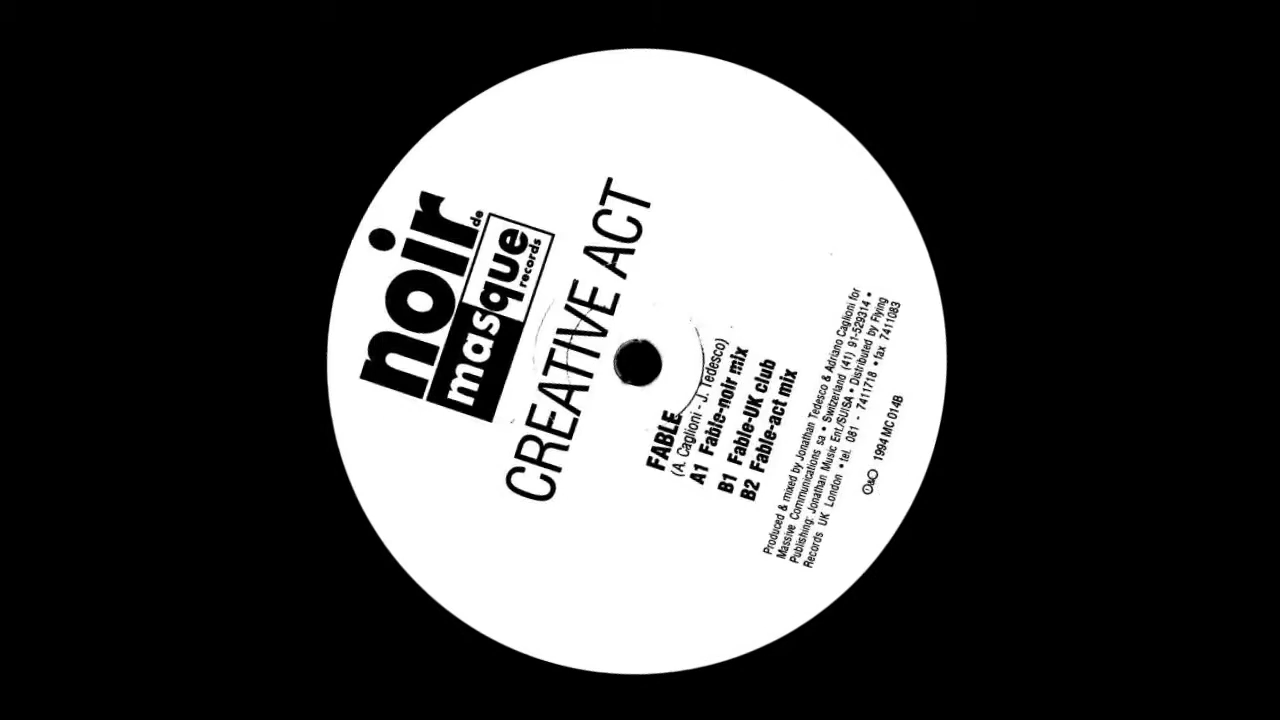 noir
de
masque
records
CREATIVE ACT
FABLE
(A. Caglioni - J. Tedesco)
A1 Fable-noir mix
B1 Fable-UK club
B2 Fable-act mix
Produced & mixed by Jonathan Tedesco & Adriano Caglioni for
Massive Communications sa • Switzerland (41) 91-529314 •
Publishing: Jonathan Music Ent./SUISA • Distributed by Flying
Records UK London • tel. 081 - 7411718 • fax 7411083
℗&© 1994 MC 014B